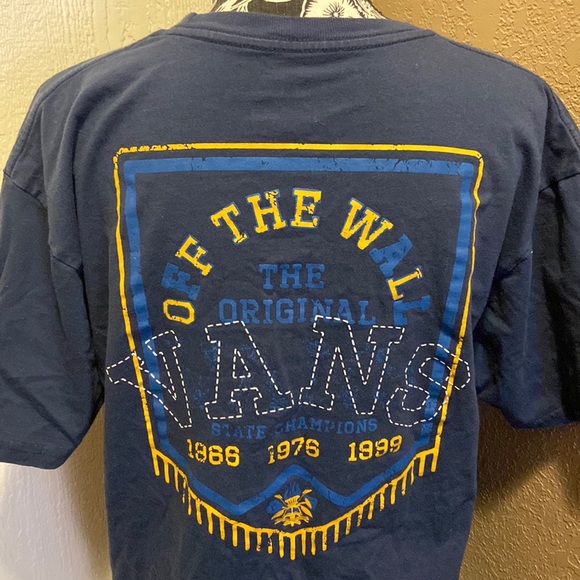 OFF THE WALL
THE
ORIGINAL
VANS
STATE CHAMPIONS
1966 1976 1999